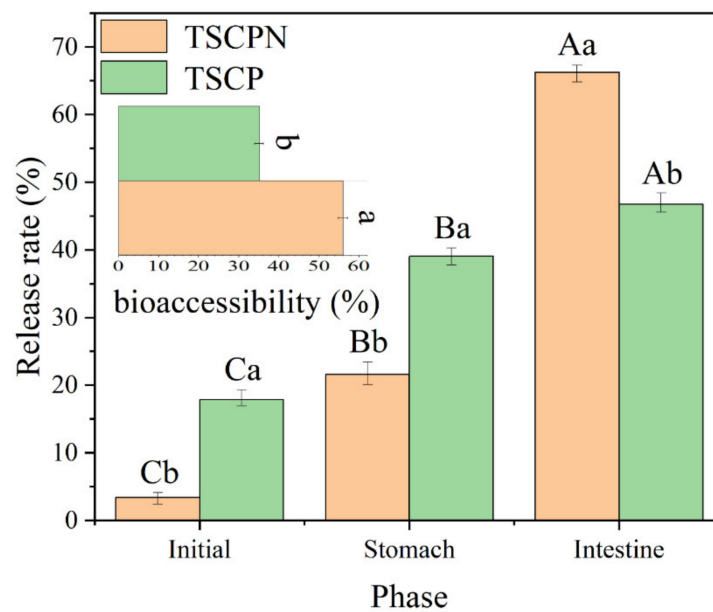 TSCPN
TSCP
70
60
50
40
30
20
10
0
Release rate (%)
b
a
0 10 20 30 40 50 60
bioaccessibility (%)
Cb
Ca
Bb
Ba
Aa
Ab
Initial Stomach Intestine
Phase